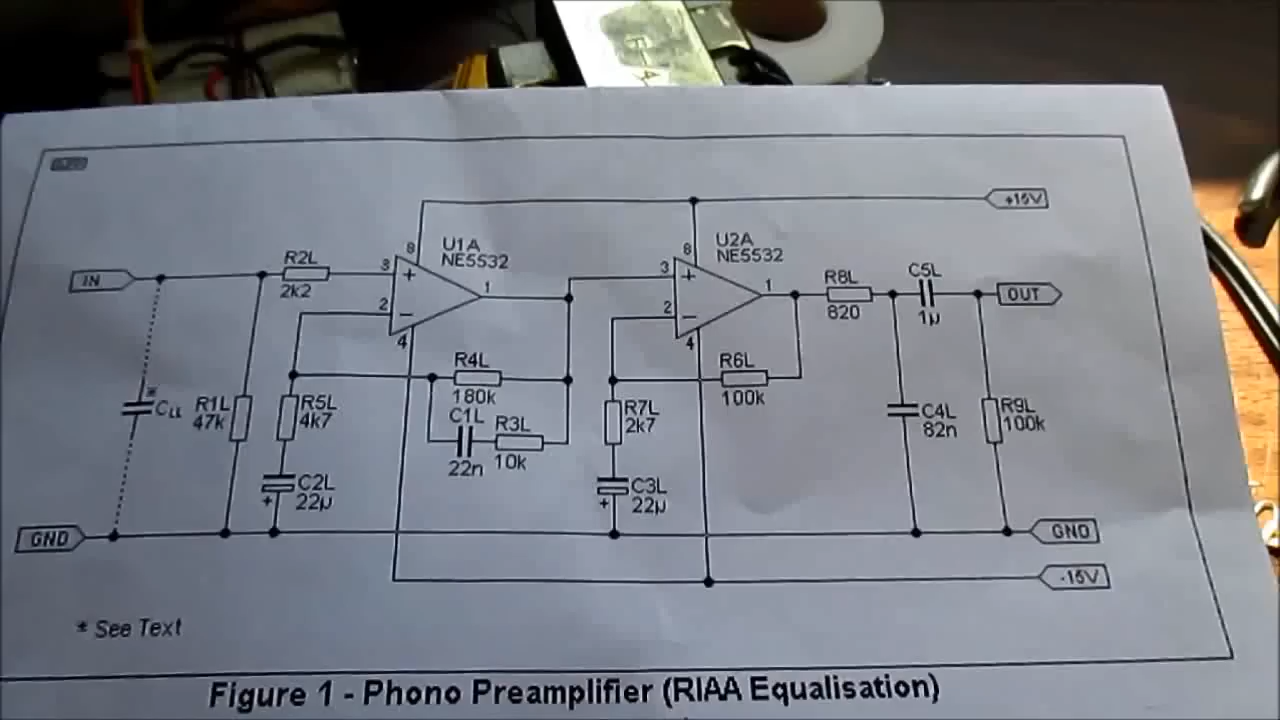 +15V
U1A
NE5532
U2A
NE5532
8
8
IN
R2L
2k2
3
2
1
4
3
2
1
4
R8L
820
C5L
1µ
OUT
R4L
180k
R6L
100k
CLL
*
R1L
47k
R5L
4k7
C1L
22n
R3L
10k
R7L
2k7
C4L
82n
R9L
100k
C2L
22µ
+
C3L
22µ
+
GND
GND
-15V
* See Text
Figure 1 - Phono Preamplifier (RIAA Equalisation)